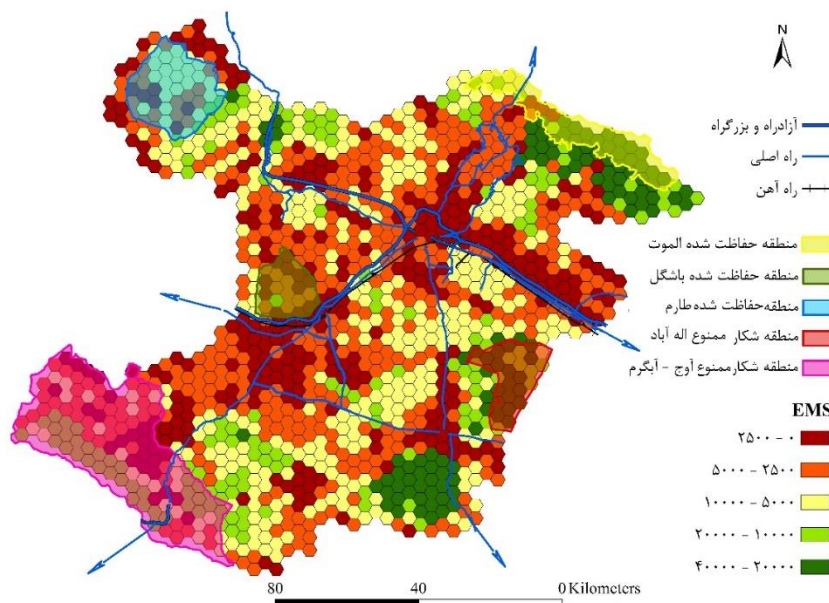 N
آزادراه و بزرگراه
راه اصلی
راه آهن
منطقه حفاظت شده الموت
منطقه حفاظت شده باشگل
منطقه حفاظت شده طارم
منطقه شکار ممنوع اله آباد
منطقه شکار ممنوع آوج - آبگرم
EMS
۲۵۰۰ - ۰
۵۰۰۰ - ۲۵۰۰
۱۰۰۰۰ - ۵۰۰۰
۲۰۰۰۰ - ۱۰۰۰۰
۴۰۰۰۰ - ۲۰۰۰۰
80 40 0 Kilometers